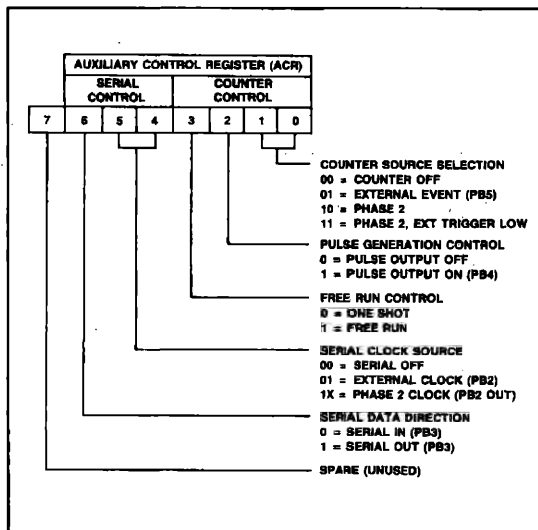 AUXILIARY CONTROL REGISTER (ACR)
SERIAL CONTROL
COUNTER CONTROL
7 6 5 4 3 2 1 0
COUNTER SOURCE SELECTION
00 = COUNTER OFF
01 = EXTERNAL EVENT (PB5)
10 = PHASE 2
11 = PHASE 2, EXT TRIGGER LOW
PULSE GENERATION CONTROL
0 = PULSE OUTPUT OFF
1 = PULSE OUTPUT ON (PB4)
FREE RUN CONTROL
0 = ONE SHOT
1 = FREE RUN
SERIAL CLOCK SOURCE
00 = SERIAL OFF
01 = EXTERNAL CLOCK (PB2)
1X = PHASE 2 CLOCK (PB2 OUT)
SERIAL DATA DIRECTION
0 = SERIAL IN (PB3)
1 = SERIAL OUT (PB3)
SPARE (UNUSED)